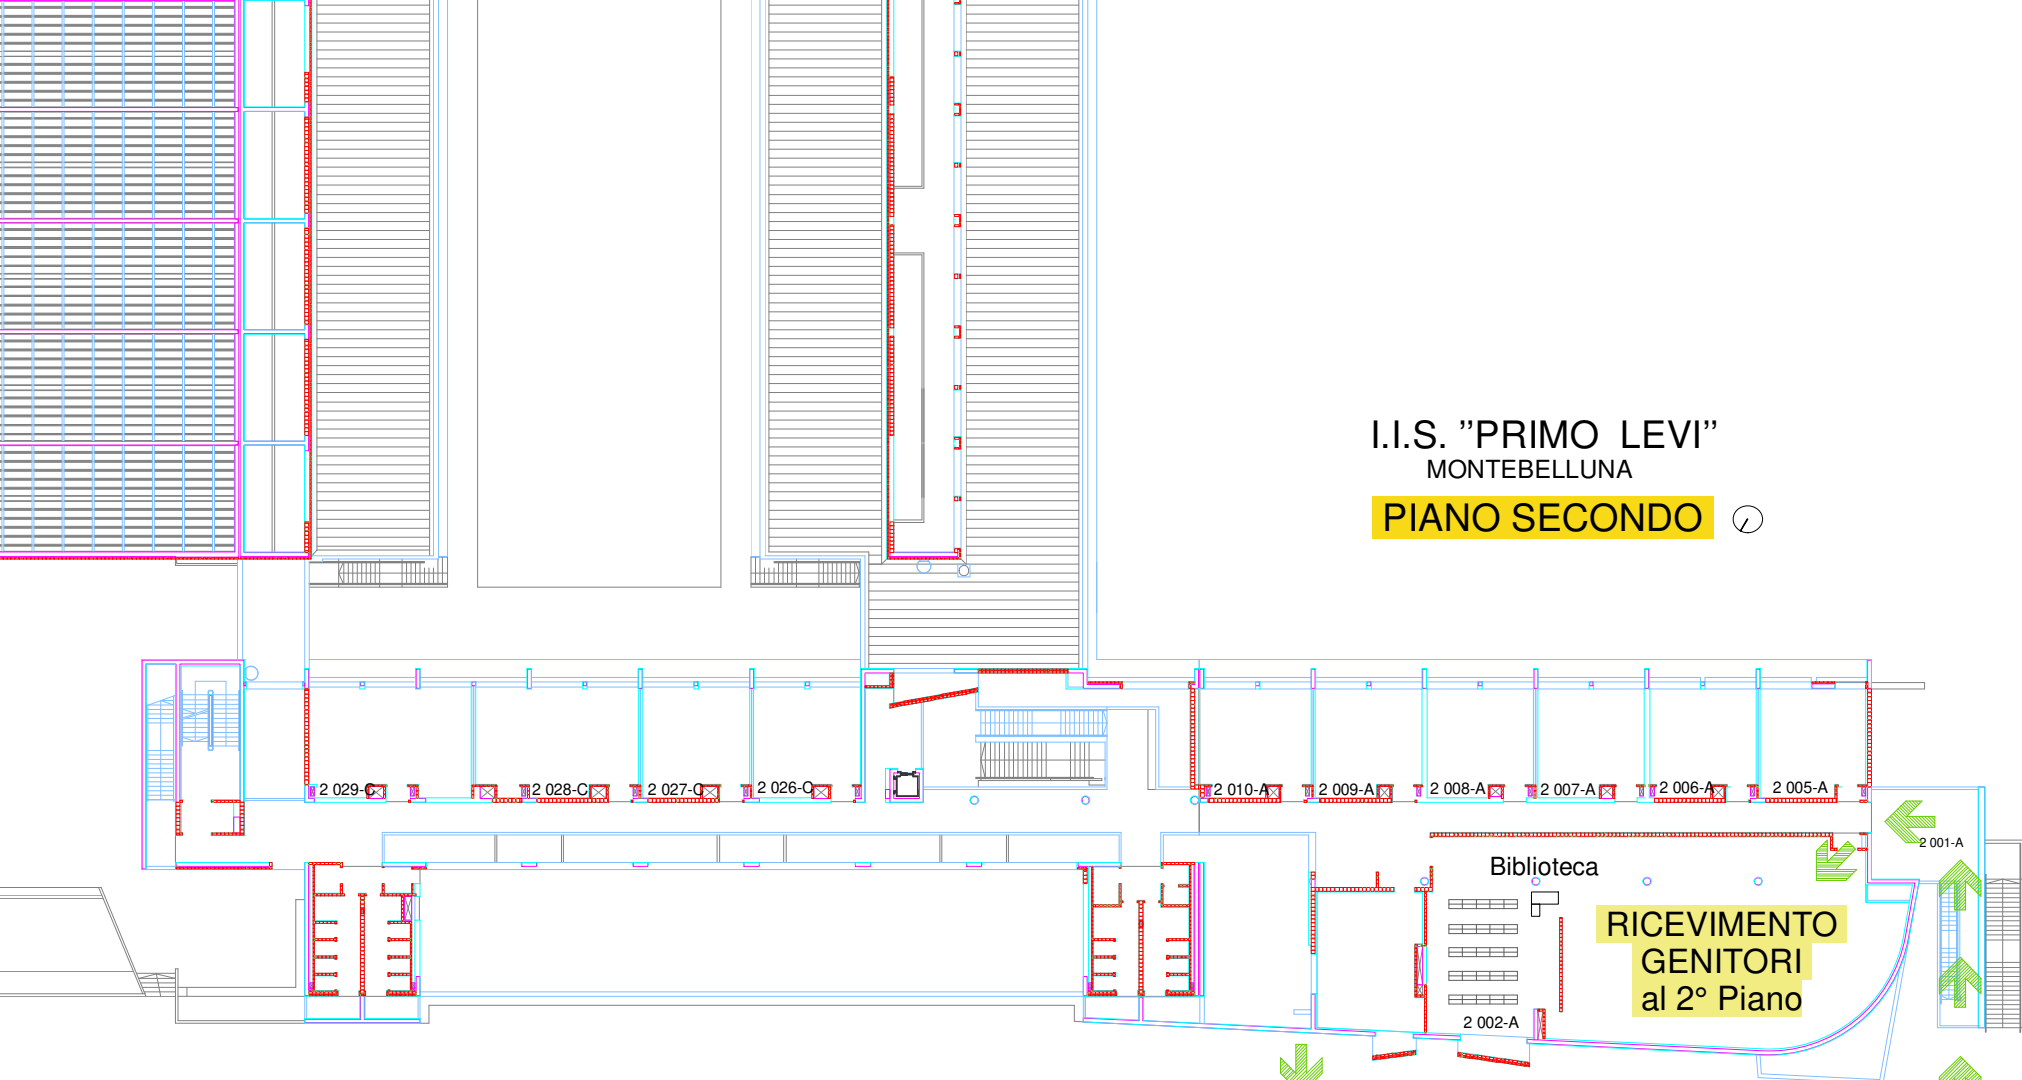 I.I.S. ’’PRIMO LEVI’’
MONTEBELLUNA
PIANO SECONDO
2 029-C
2 028-C
2 027-C
2 026-C
2 010-A
2 009-A
2 008-A
2 007-A
2 006-A
2 005-A
2 001-A
Biblioteca
RICEVIMENTO
GENITORI
al 2° Piano
2 002-A